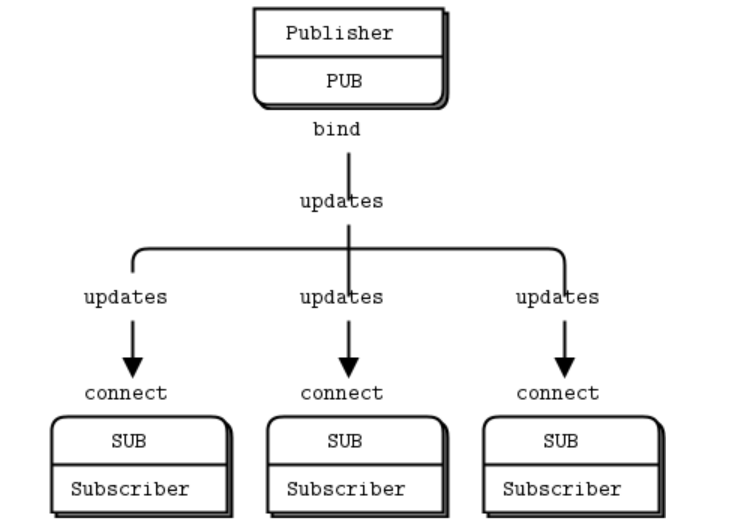 Publisher
PUB
bind
updates
updates updates updates
connect connect connect
SUB SUB SUB
Subscriber Subscriber Subscriber